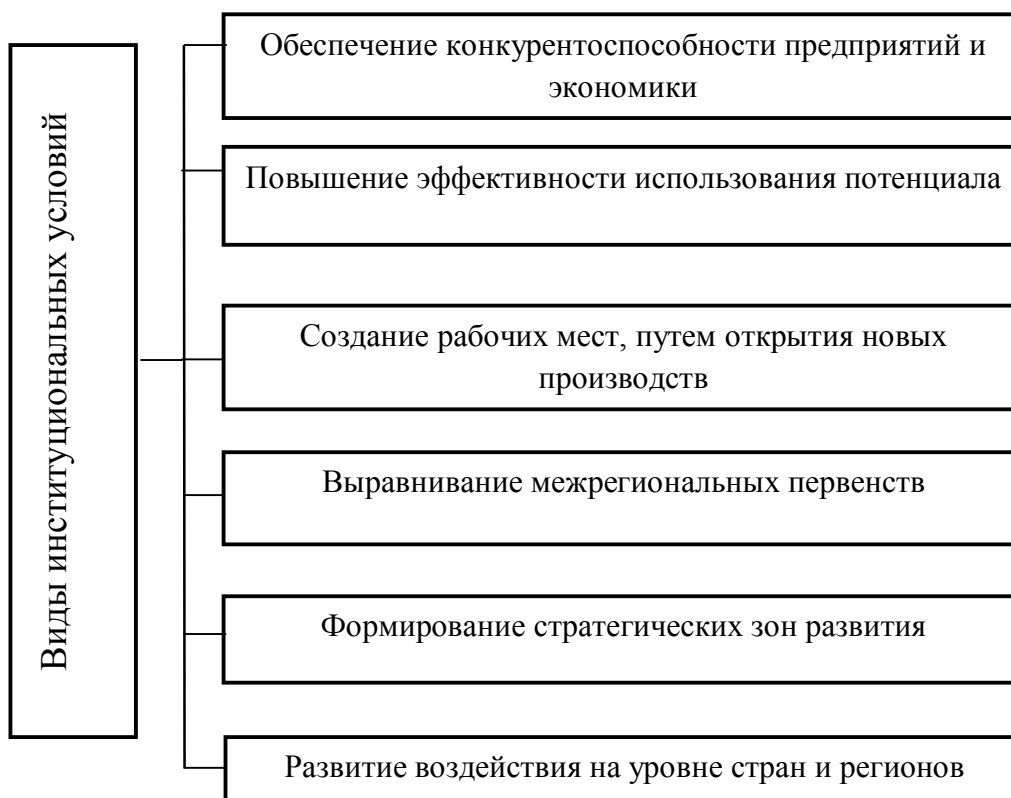 Виды институциональных условий
Обеспечение конкурентоспособности предприятий и
экономики
Повышение эффективности использования потенциала
Создание рабочих мест, путем открытия новых
производств
Выравнивание межрегиональных первенств
Формирование стратегических зон развития
Развитие воздействия на уровне стран и регионов